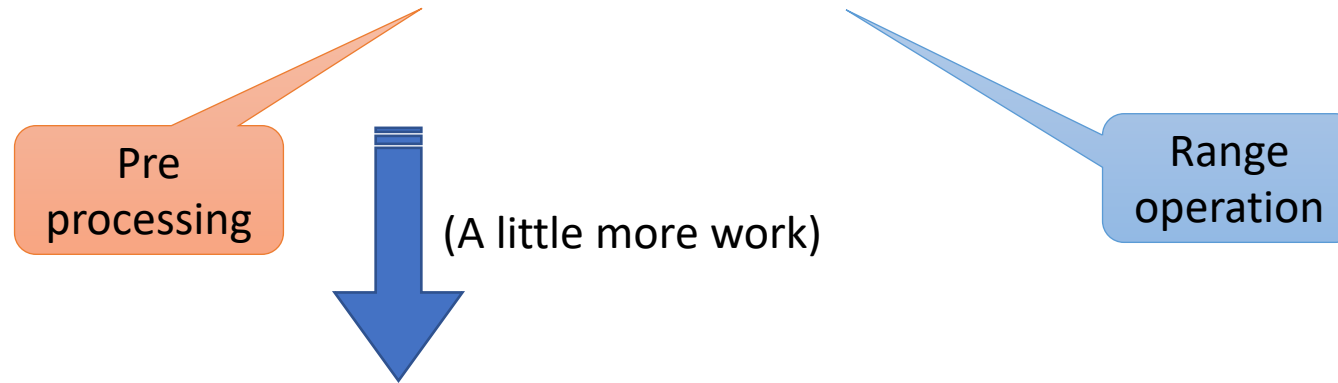 Pre
processing
(A little more work)
Range
operation